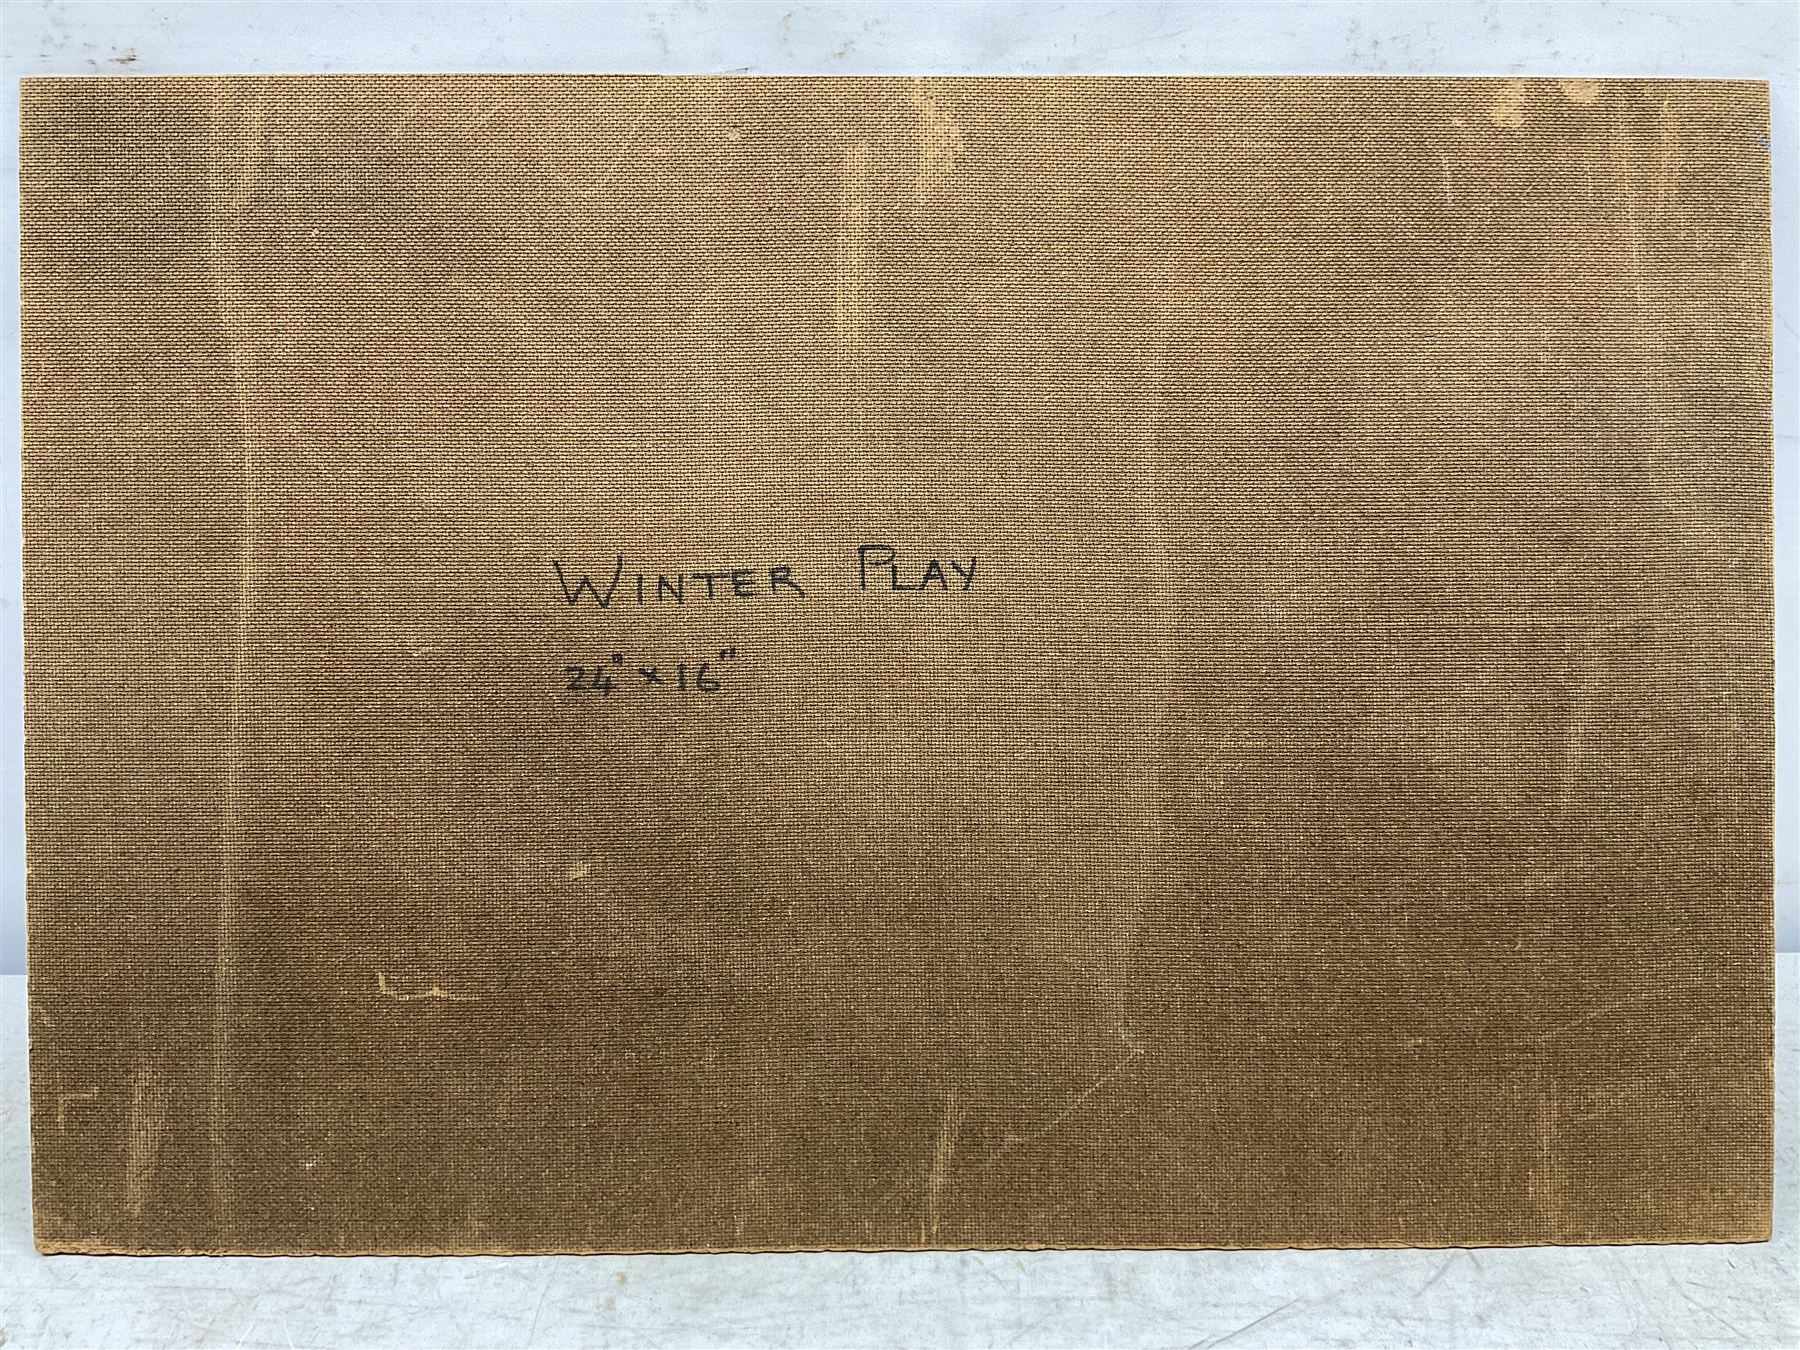 WINTER PLAY
24" x 16"